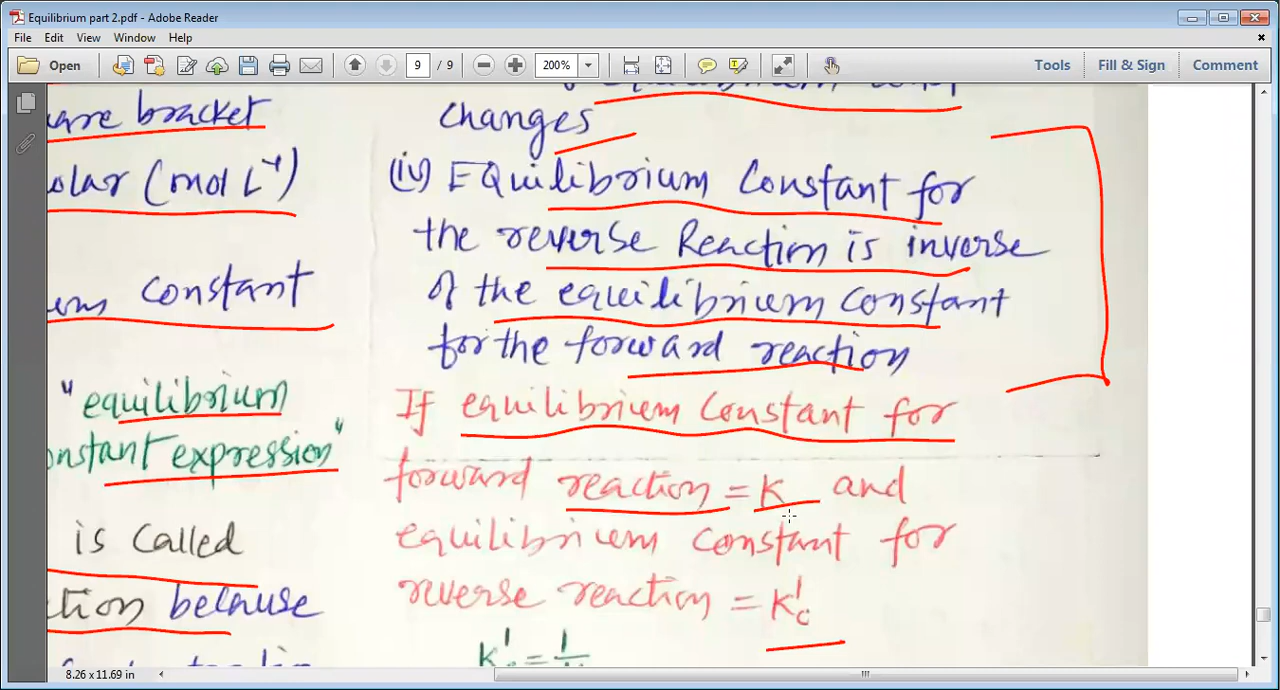 Equilibrium part 2.pdf - Adobe Reader
File Edit View Window Help
Open 9 / 9 200% Tools Fill & Sign Comment
are bracket
olar (mol L⁻¹)
constant
"equilibrium
onstant expression"
is called
ction because
changes
(iv) Equilibrium Constant for
the reverse Reaction is inverse
of the equilibrium constant
for the forward reaction
If equilibrium constant for
forward reaction = K and
equilibrium constant for
reverse reaction = K'c
8.26 x 11.69 in